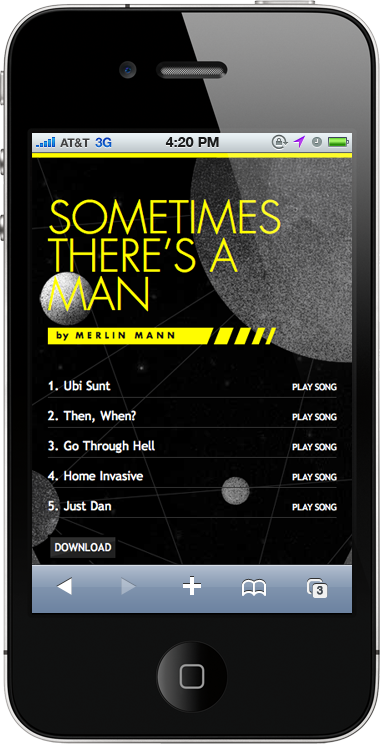 AT&T 3G 4:20 PM
SOMETIMES
THERE'S A
MAN
by MERLIN MANN
1. Ubi Sunt PLAY SONG
2. Then, When? PLAY SONG
3. Go Through Hell PLAY SONG
4. Home Invasive PLAY SONG
5. Just Dan PLAY SONG
DOWNLOAD
3